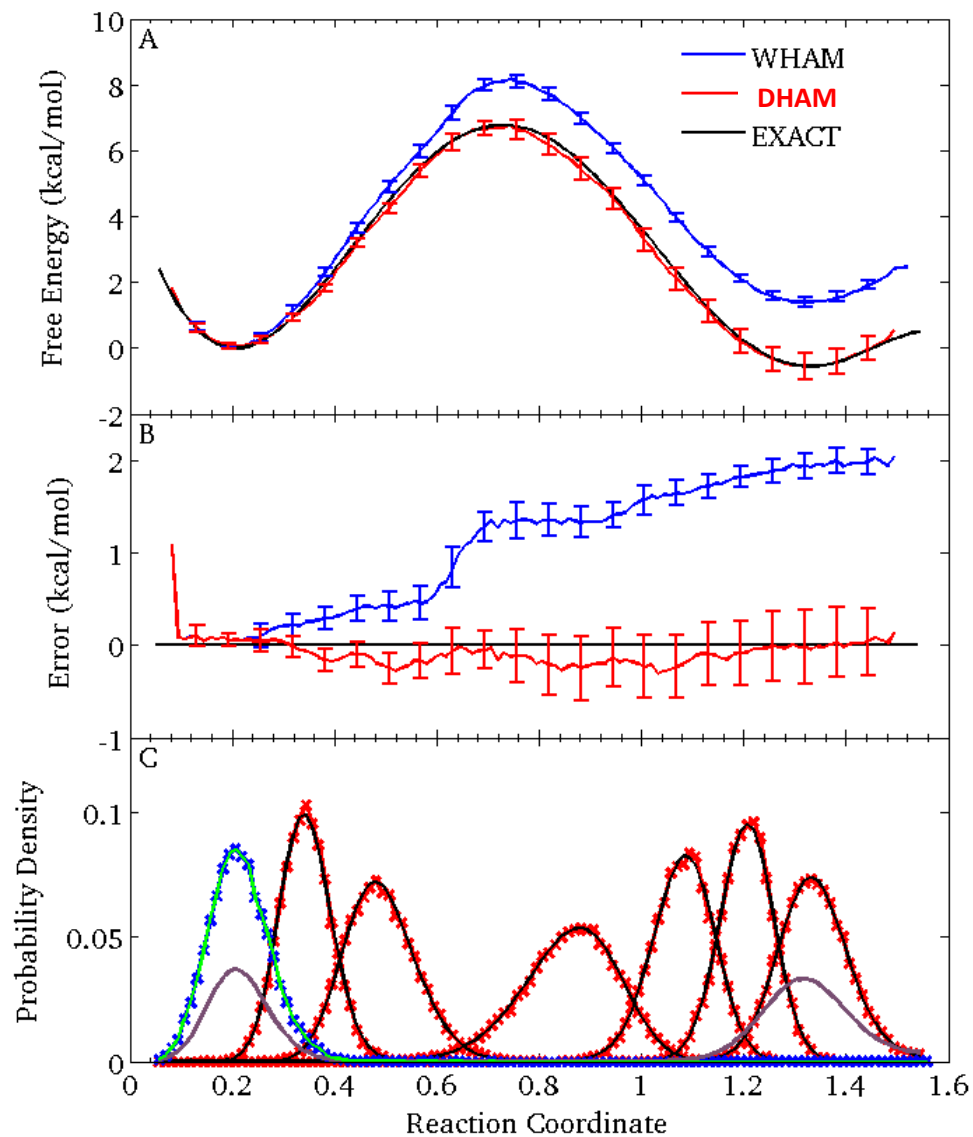 A
10
8
6
4
2
0
-2
Free Energy (kcal/mol)
WHAM
DHAM
EXACT
B
2
1
0
-1
Error (kcal/mol)
C
0.1
0.05
0
Probability Density
0 0.2 0.4 0.6 0.8 1 1.2 1.4 1.6
Reaction Coordinate